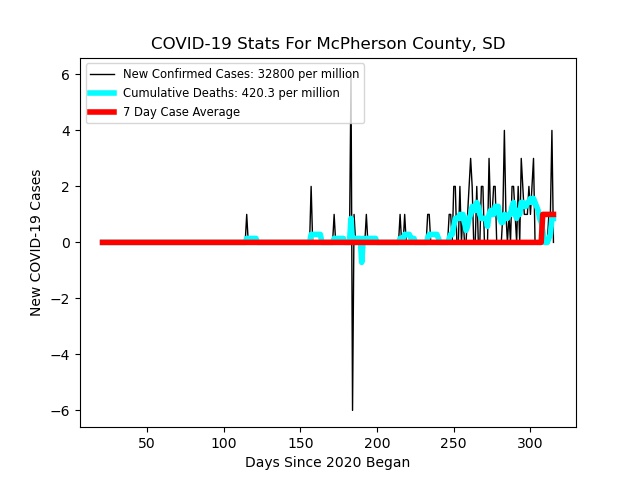 COVID-19 Stats For McPherson County, SD
New Confirmed Cases: 32800 per million
Cumulative Deaths: 420.3 per million
7 Day Case Average
6
4
2
0
−2
−4
−6
New COVID-19 Cases
50 100 150 200 250 300
Days Since 2020 Began